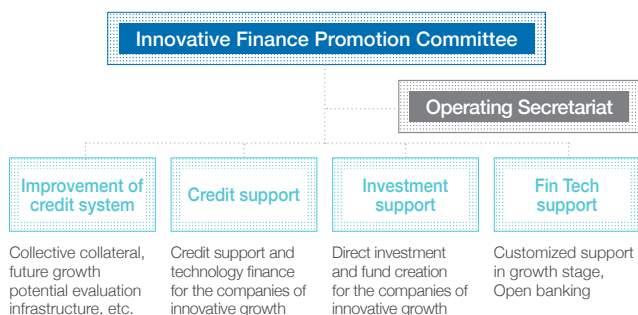 Innovative Finance Promotion Committee
Operating Secretariat
Improvement of
credit system
Credit support
Investment
support
Fin Tech
support
Collective collateral,
future growth
potential evaluation
infrastructure, etc.
Credit support and
technology finance
for the companies of
innovative growth
Direct investment
and fund creation
for the companies of
innovative growth
Customized support
in growth stage,
Open banking